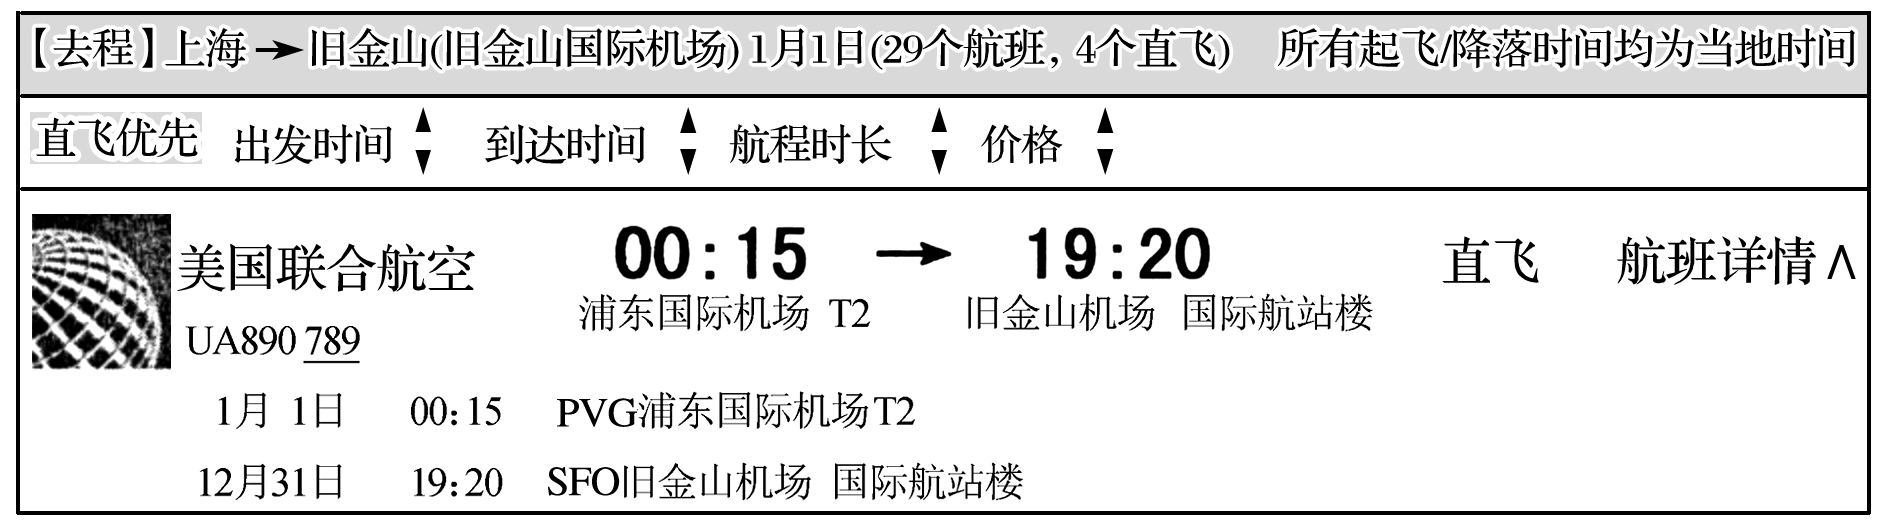 【去程】上海→旧金山(旧金山国际机场)1月1日(29个航班, 4个直飞) 所有起飞/降落时间均为当地时间
直飞优先 出发时间 到达时间 航程时长 价格
美国联合航空 00:15 → 19:20 直飞 航班详情∧
浦东国际机场 T2 旧金山机场 国际航站楼
UA890 789
1月 1日 00:15 PVG浦东国际机场T2
12月31日 19:20 SFO旧金山机场 国际航站楼